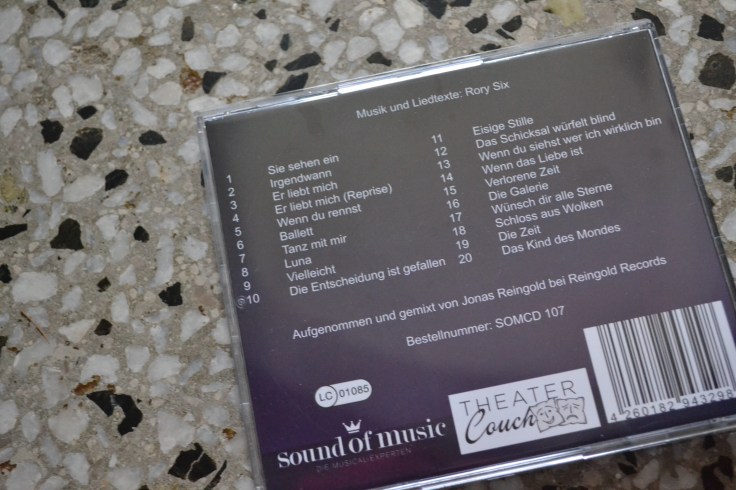 Musik und Liedtexte: Rory Six
1 Sie sehen ein
2 Irgendwann
3 Er liebt mich
4 Er liebt mich (Reprise)
5 Wenn du rennst
6 Ballett
7 Tanz mit mir
8 Luna
9 Vielleicht
10 Die Entscheidung ist gefallen
11 Eisige Stille
12 Das Schicksal würfelt blind
13 Wenn du siehst wer ich wirklich bin
14 Wenn das Liebe ist
15 Verlorene Zeit
16 Die Galerie
17 Wünsch dir alle Sterne
18 Schloss aus Wolken
19 Die Zeit
20 Das Kind des Mondes
Aufgenommen und gemixt von Jonas Reingold bei Reingold Records
Bestellnummer: SOMCD 107
LC 01085
sound of music
DIE MUSICAL-EXPERTEN
THEATER
Couch
4 260182 943298